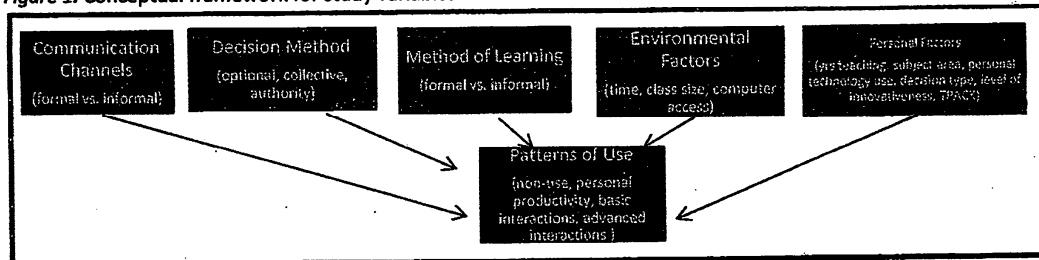 Figure 1. Conceptual framework for study variables
Communication
Channels
(formal vs. informal)
Decision Method
(optional, collective,
authority)
Method of Learning
(formal vs. informal)
Environmental
Factors
(time, class size, computer
access)
Personal Factors
(yrs teaching, subject area, personal
technology use, decision type, level of
innovativeness, TPACK)
Patterns of Use
(non-use, personal
productivity, basic
interactions, advanced
interactions )